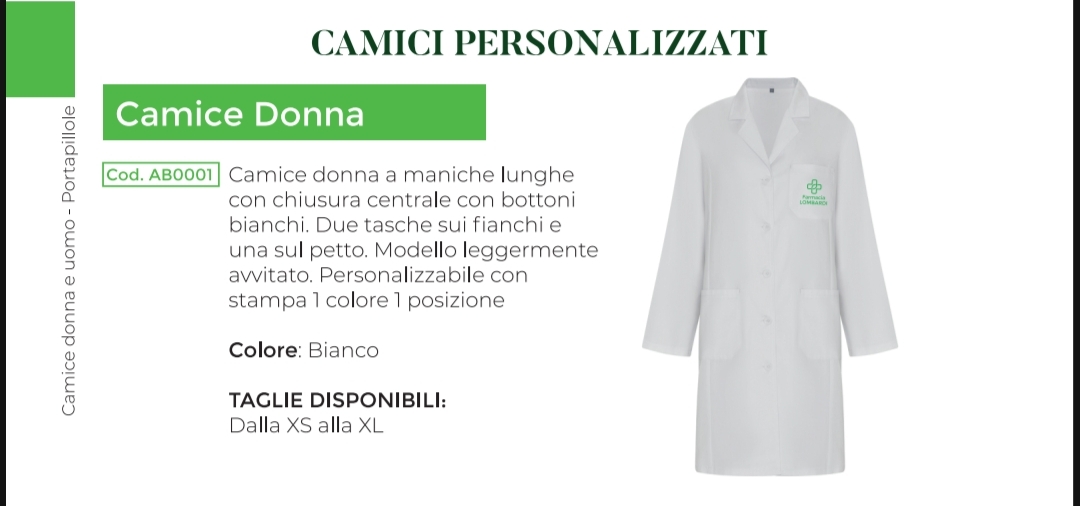 CAMICI PERSONALIZZATI
Camice donna e uomo - Portapillole
Camice Donna
Cod. AB0001
Camice donna a maniche lunghe
con chiusura centrale con bottoni
bianchi. Due tasche sui fianchi e
una sul petto. Modello leggermente
avvitato. Personalizzabile con
stampa 1 colore 1 posizione
Colore: Bianco
TAGLIE DISPONIBILI:
Dalla XS alla XL
Farmacia
LOMBARDI